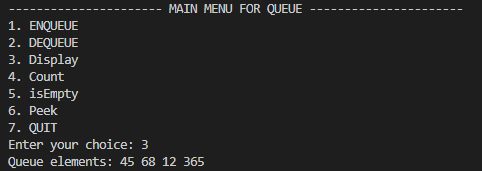 ---------------------- MAIN MENU FOR QUEUE ----------------------
1. ENQUEUE
2. DEQUEUE
3. Display
4. Count
5. isEmpty
6. Peek
7. QUIT
Enter your choice: 3
Queue elements: 45 68 12 365